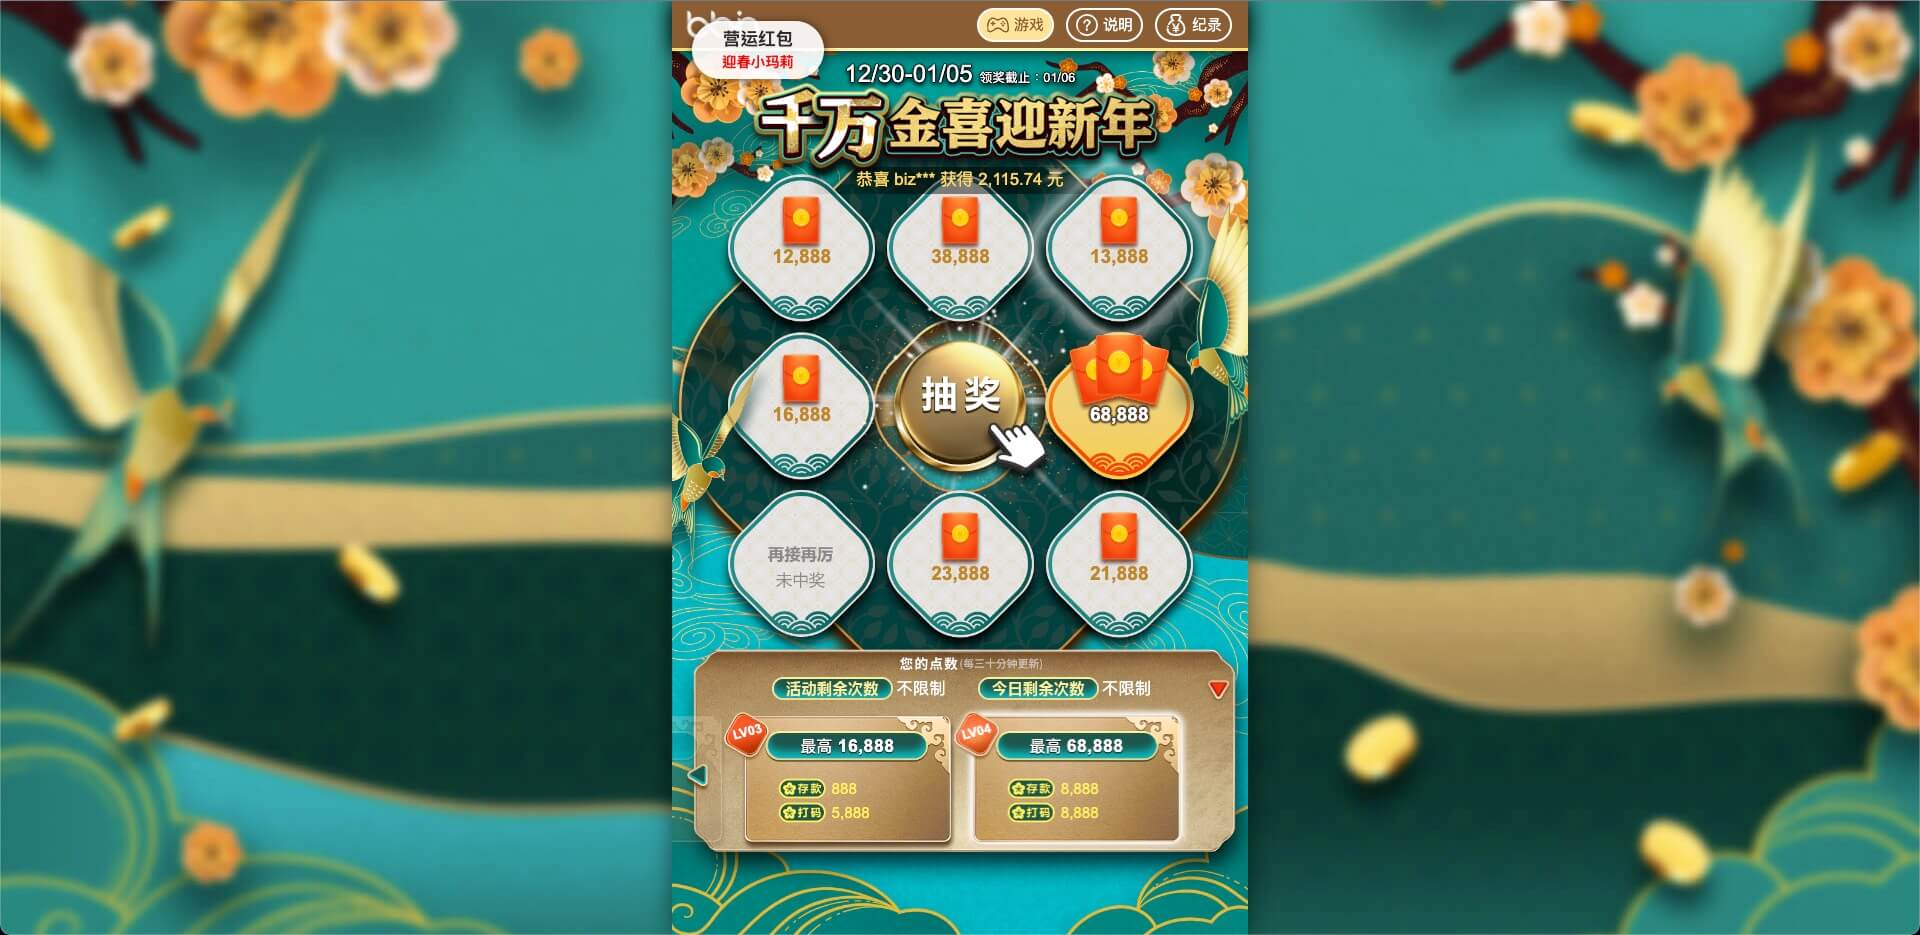 营运红包
迎春小玛莉
游戏
说明
纪录
12/30-01/05 领奖截止：01/06
千万金喜迎新年
恭喜 biz*** 获得 2,115.74 元
12,888
38,888
13,888
16,888
抽奖
68,888
再接再厉
未中奖
23,888
21,888
您的点数(每三十分钟更新)
活动剩余次数 不限制
今日剩余次数 不限制
LV03
最高 16,888
存款 888
打码 5,888
LV04
最高 68,888
存款 8,888
打码 8,888